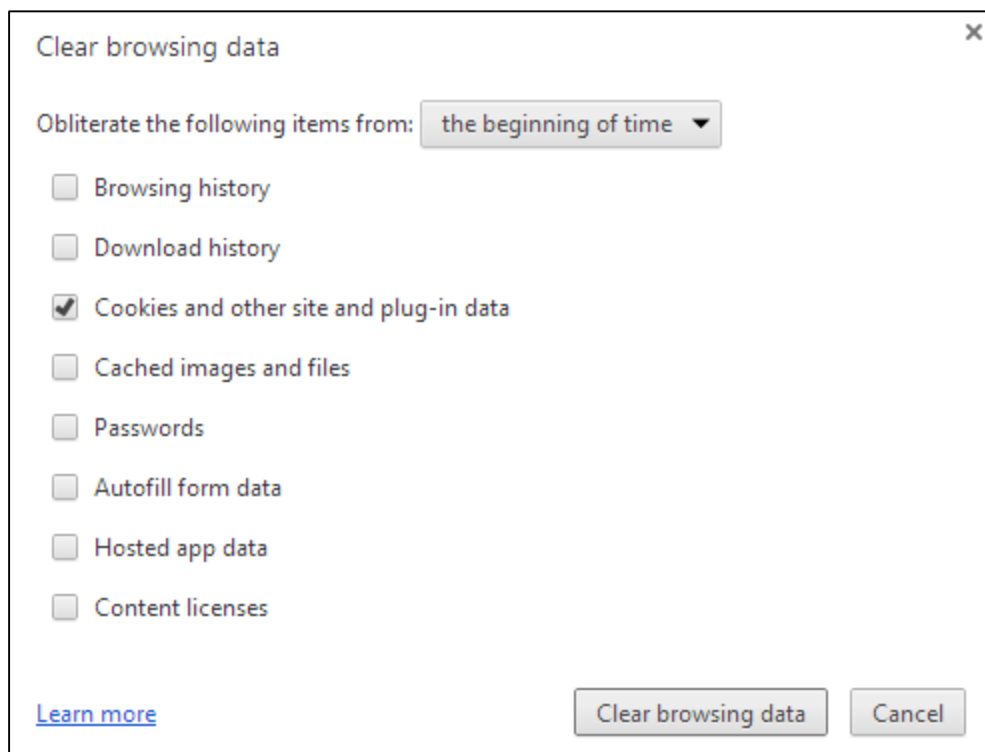 Clear browsing data
Obliterate the following items from: the beginning of time
Browsing history
Download history
Cookies and other site and plug-in data
Cached images and files
Passwords
Autofill form data
Hosted app data
Content licenses
Learn more Clear browsing data Cancel